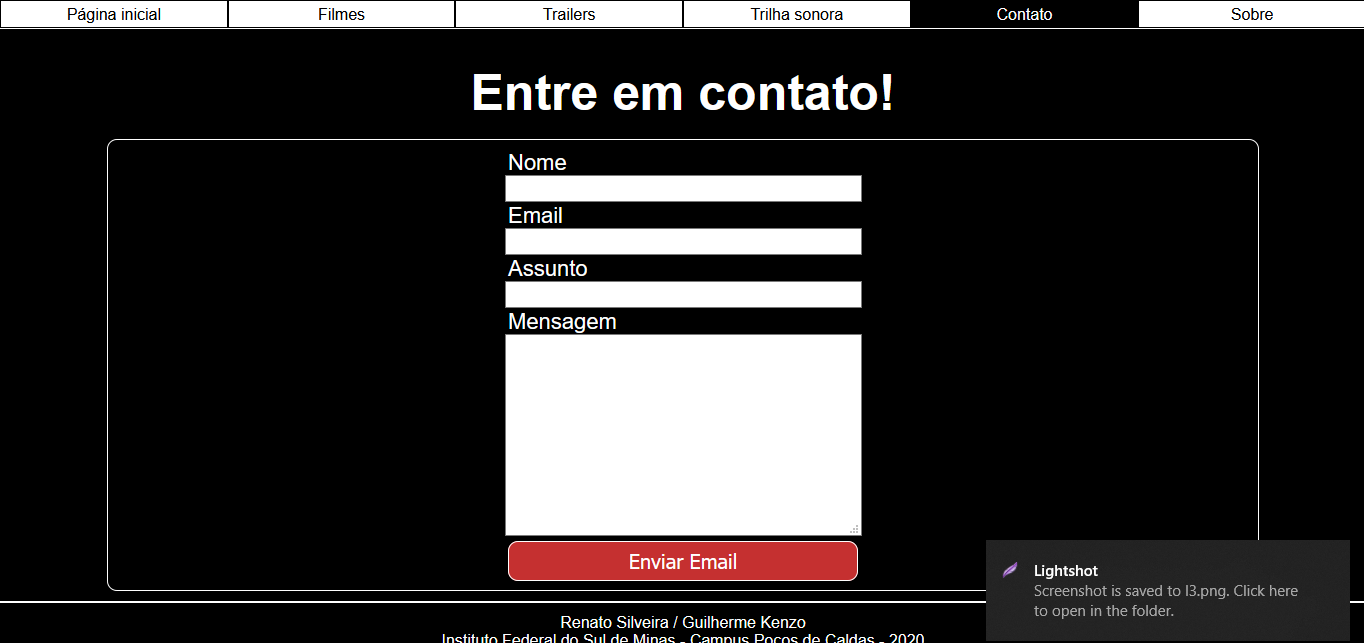 Página inicial
Filmes
Trailers
Trilha sonora
Contato
Sobre
Entre em contato!
Nome
Email
Assunto
Mensagem
Enviar Email
Lightshot
Screenshot is saved to l3.png. Click here
to open in the folder.
Renato Silveira / Guilherme Kenzo
Instituto Federal do Sul de Minas - Campus Poços de Caldas - 2020